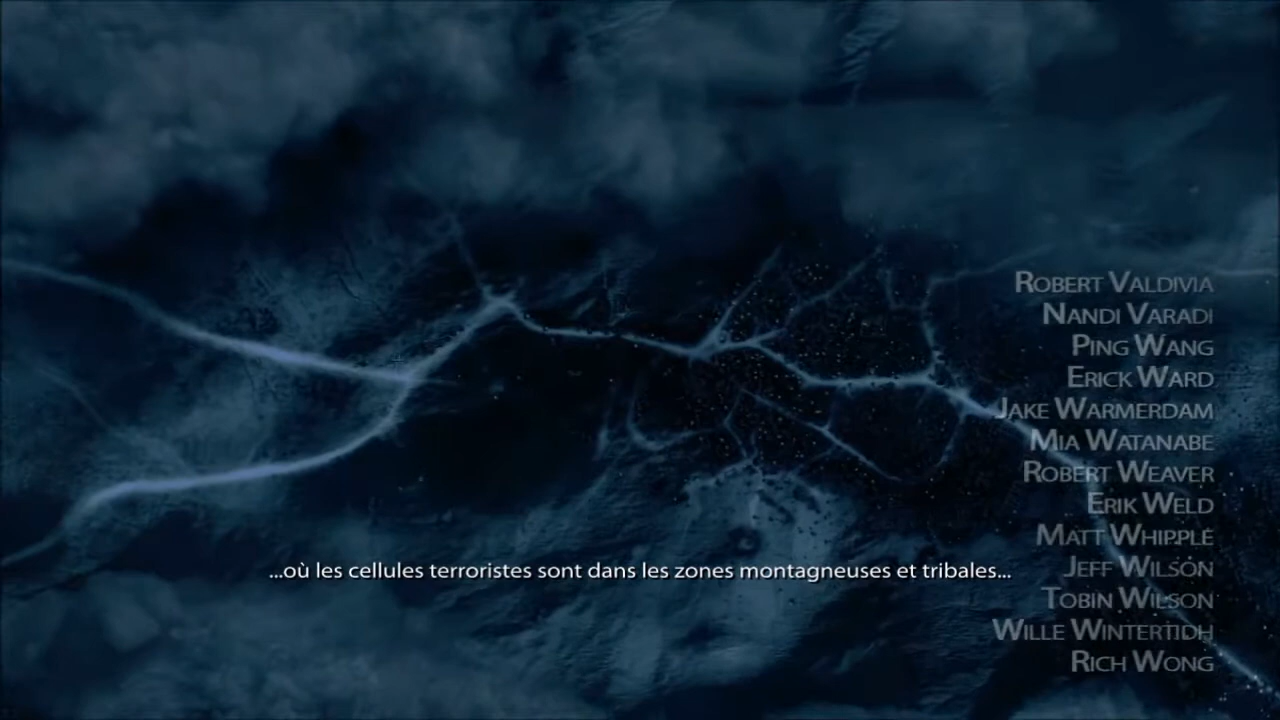 Robert Valdivia
Nandi Varadi
Ping Wang
Erick Ward
Jake Warmerdam
Mia Watanabe
Robert Weaver
Erik Weld
Matt Whipple
Jeff Wilson
Tobin Wilson
Wille Wintertidh
Rich Wong
...où les cellules terroristes sont dans les zones montagneuses et tribales...